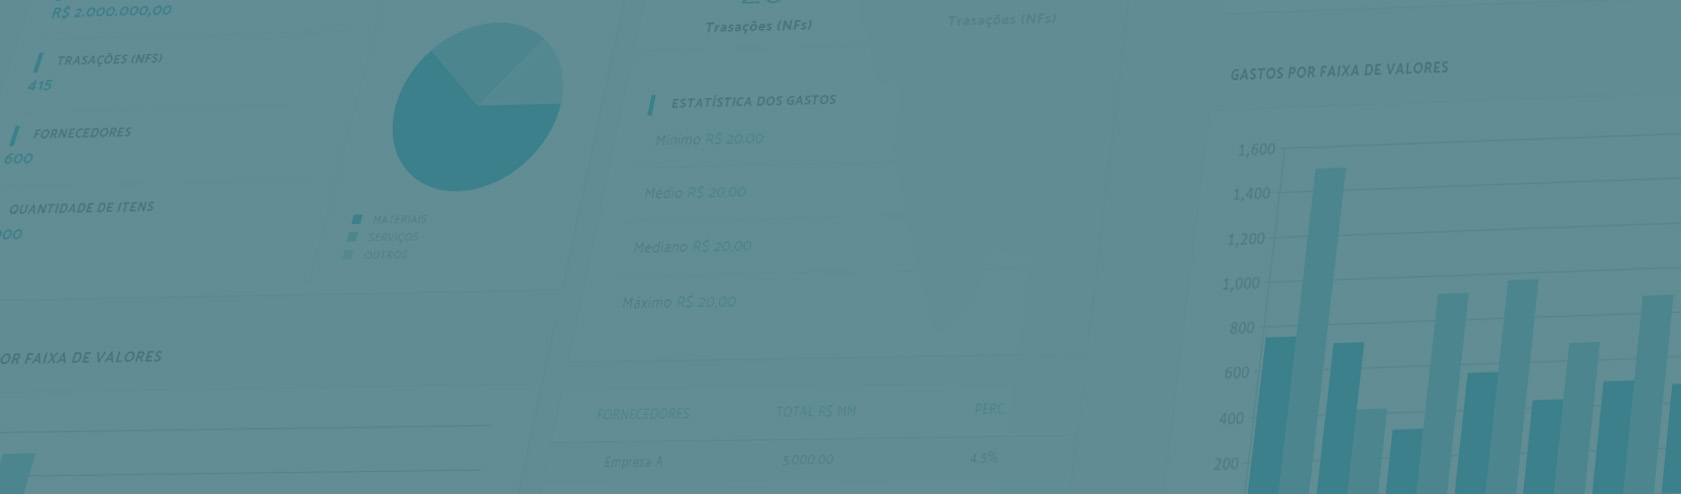 R$ 2.000.000,00
TRASAÇÕES (NFS)
415
FORNECEDORES
600
QUANTIDADE DE ITENS
OR FAIXA DE VALORES
MATERIAIS
SERVIÇOS
OUTROS
Trasações (NFs)
Trasações (NFs)
ESTATÍSTICA DOS GASTOS
Mínimo R$ 20,00
Médio R$ 20,00
Mediano R$ 20,00
Máximo R$ 20,00
FORNECEDORES TOTAL R$ MM PERC
Empresa A 5.000,00 4.5%
GASTOS POR FAIXA DE VALORES
1,600
1,400
1,200
1,000
800
600
400
200